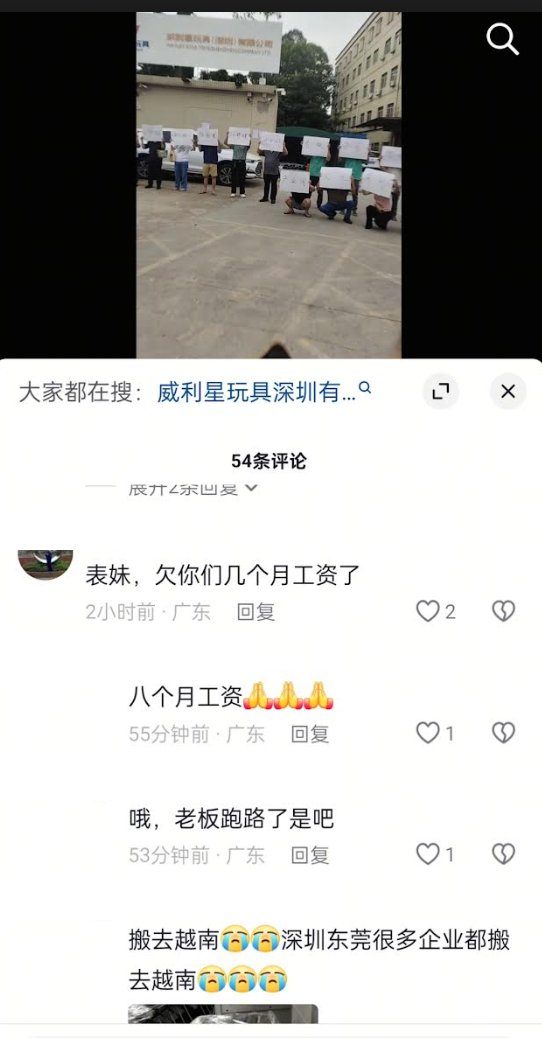 大家都在搜：威利星玩具深圳有...
54条评论
展开2条回复
表妹，欠你们几个月工资了
2小时前 · 广东 回复 2
八个月工资🙏🙏🙏
55分钟前 · 广东 回复 1
哦，老板跑路了是吧
53分钟前 · 广东 回复 1
搬去越南😭😭深圳东莞很多企业都搬
去越南😭😭😭